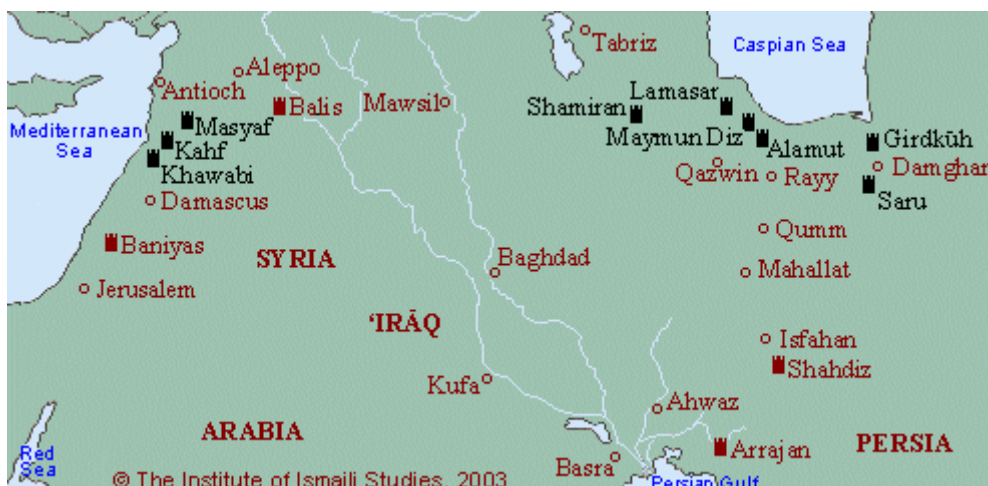 Tabriz
Caspian Sea
Aleppo
Antioch
Balis
Mawsil
Lamasar
Shamiran
Mediterranean
Sea
Masyaf
Maymun Diz
Kahf
Alamut
Girdkūh
Khawabi
Qazwin
Rayy
Damghan
Damascus
Saru
Qumm
Baniyas
SYRIA
Baghdad
Mahallat
Jerusalem
‘IRĀQ
Isfahan
Shahdiz
Kufa
Ahwaz
ARABIA
PERSIA
Red
Sea
Arrajan
Basra
© The Institute of Ismaili Studies, 2003
Persian Gulf